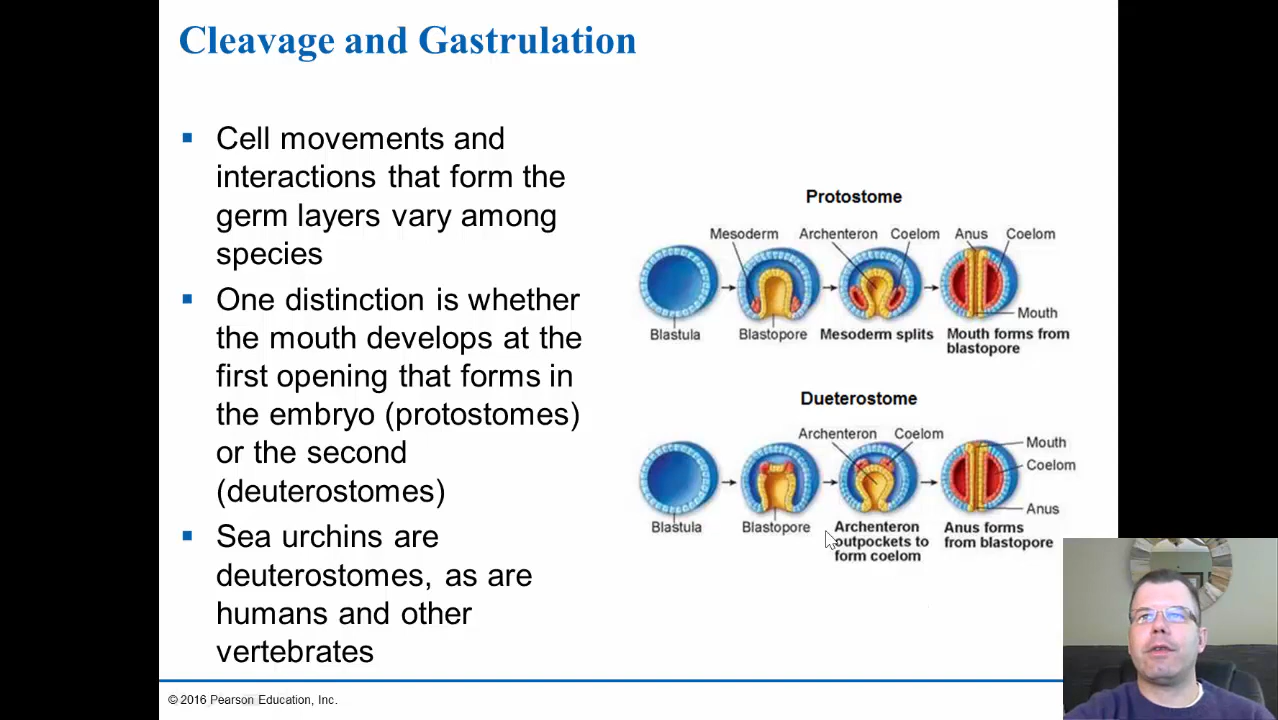 Cleavage and Gastrulation
▪ Cell movements and
interactions that form the
germ layers vary among
species
▪ One distinction is whether
the mouth develops at the
first opening that forms in
the embryo (protostomes)
or the second
(deuterostomes)
▪ Sea urchins are
deuterostomes, as are
humans and other
vertebrates
Protostome
Mesoderm Archenteron Coelom Anus Coelom
Mouth
Blastula Blastopore Mesoderm splits Mouth forms from
blastopore
Dueterostome
Archenteron Coelom
Mouth
Coelom
Anus
Blastula Blastopore Archenteron
outpockets to
form coelom
Anus forms
from blastopore
© 2016 Pearson Education, Inc.